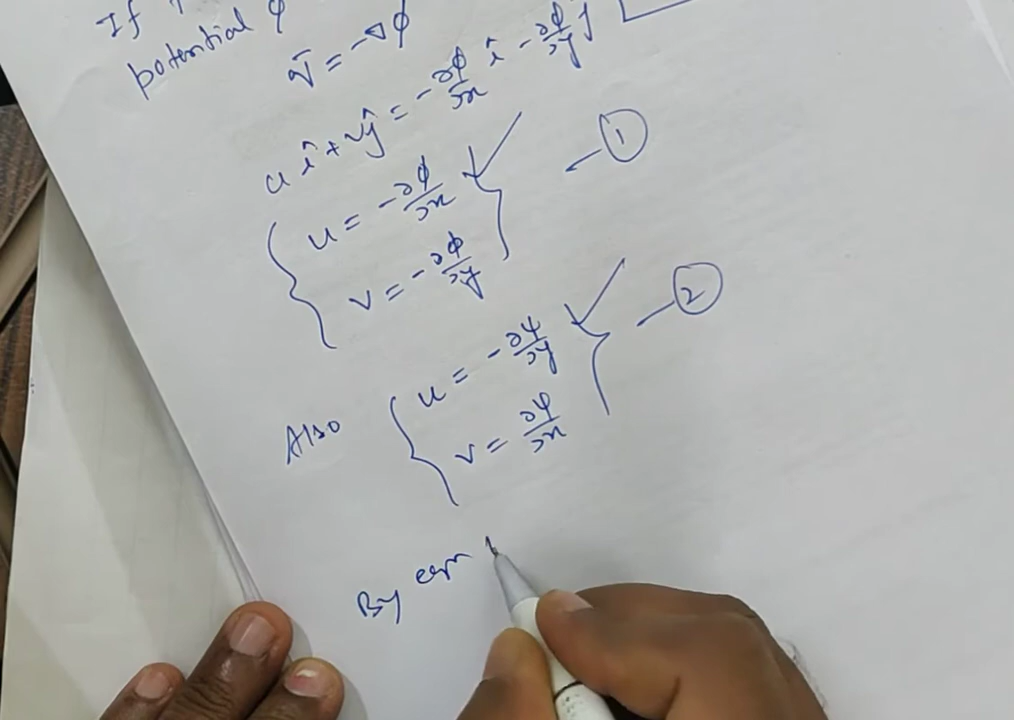 If
potential φ
v̄ = -∇φ
u î + v ĵ = -∂φ/∂x î - ∂φ/∂y ĵ
{ u = -∂φ/∂x } — ①
v = -∂φ/∂y
Also { u = -∂ψ/∂y } — ②
v = ∂ψ/∂x
By eqn